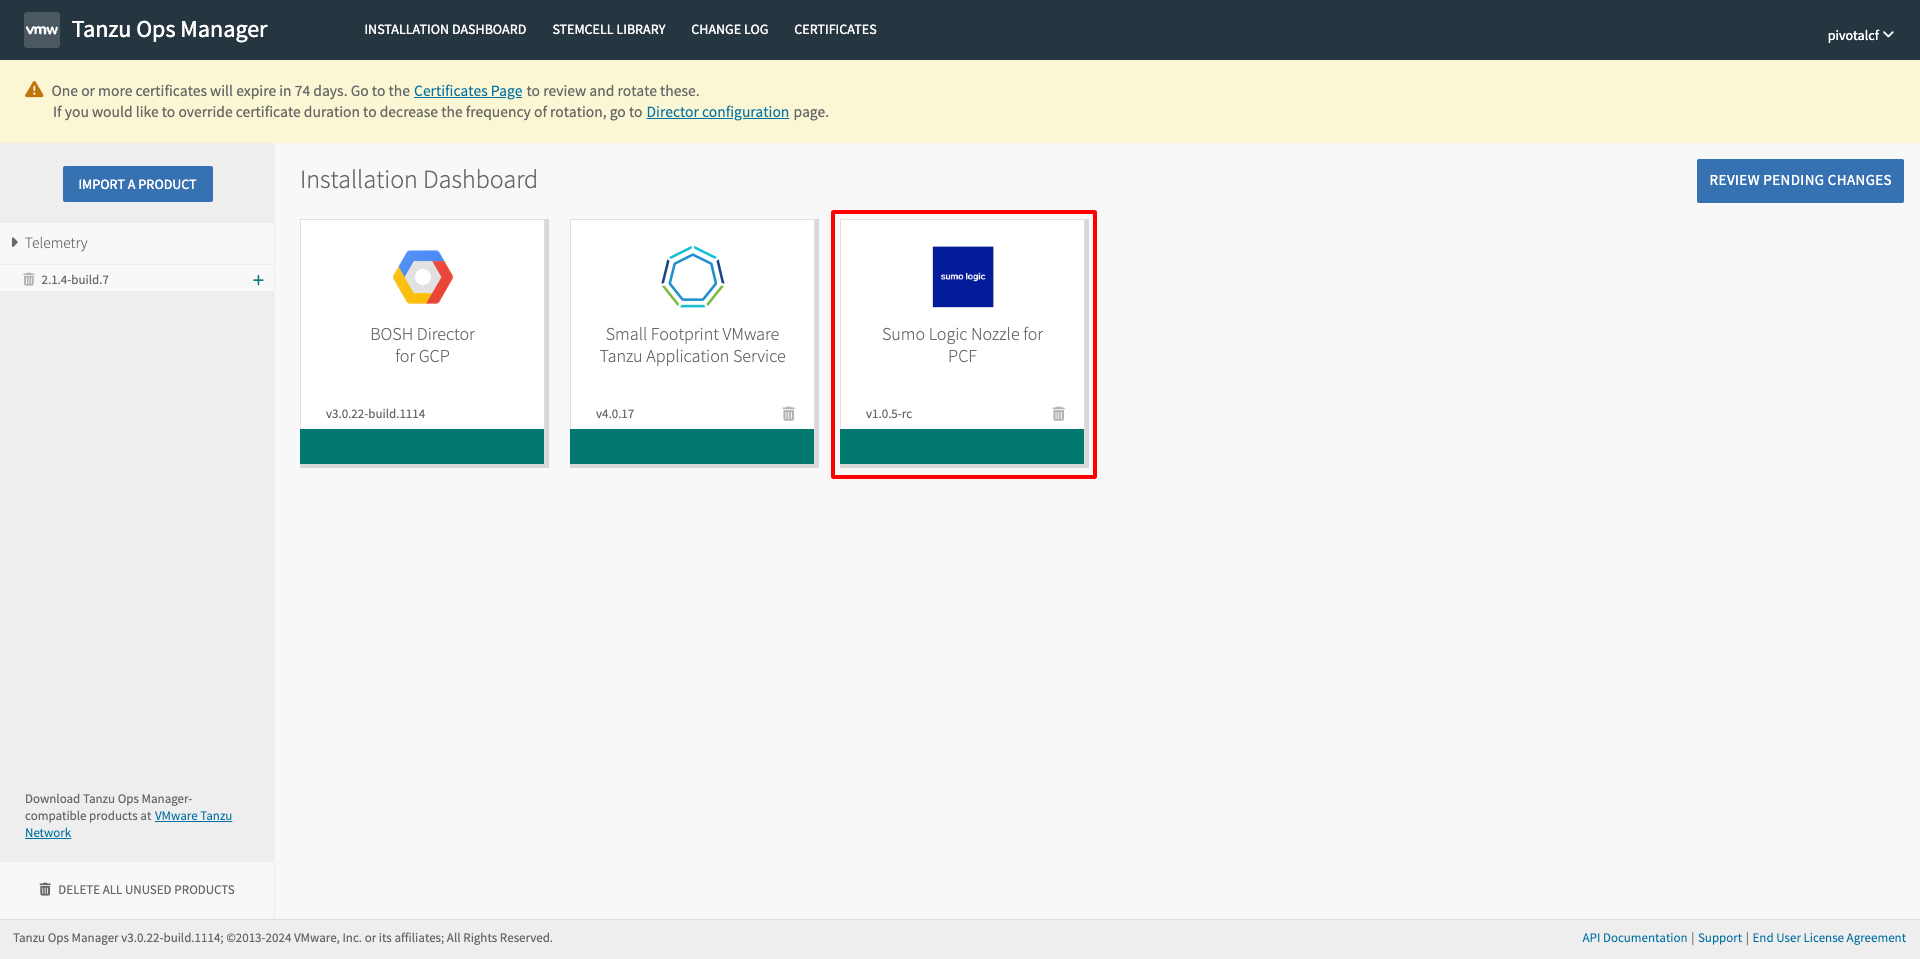 vmw Tanzu Ops Manager
INSTALLATION DASHBOARD STEMCELL LIBRARY CHANGE LOG CERTIFICATES
pivotalcf
One or more certificates will expire in 74 days. Go to the Certificates Page to review and rotate these.
If you would like to override certificate duration to decrease the frequency of rotation, go to Director configuration page.
IMPORT A PRODUCT
Telemetry
2.1.4-build.7 +
Installation Dashboard
REVIEW PENDING CHANGES
BOSH Director
for GCP
v3.0.22-build.1114
Small Footprint VMware
Tanzu Application Service
v4.0.17
sumo logic
Sumo Logic Nozzle for
PCF
v1.0.5-rc
Download Tanzu Ops Manager-
compatible products at VMware Tanzu
Network
DELETE ALL UNUSED PRODUCTS
Tanzu Ops Manager v3.0.22-build.1114; ©2013-2024 VMware, Inc. or its affiliates; All Rights Reserved.
API Documentation | Support | End User License Agreement